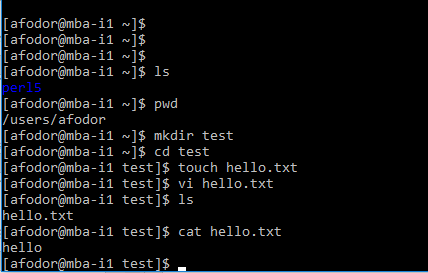 [afodor@mba-i1 ~]$
[afodor@mba-i1 ~]$
[afodor@mba-i1 ~]$
[afodor@mba-i1 ~]$ ls
perl5
[afodor@mba-i1 ~]$ pwd
/users/afodor
[afodor@mba-i1 ~]$ mkdir test
[afodor@mba-i1 ~]$ cd test
[afodor@mba-i1 test]$ touch hello.txt
[afodor@mba-i1 test]$ vi hello.txt
[afodor@mba-i1 test]$ ls
hello.txt
[afodor@mba-i1 test]$ cat hello.txt
hello
[afodor@mba-i1 test]$